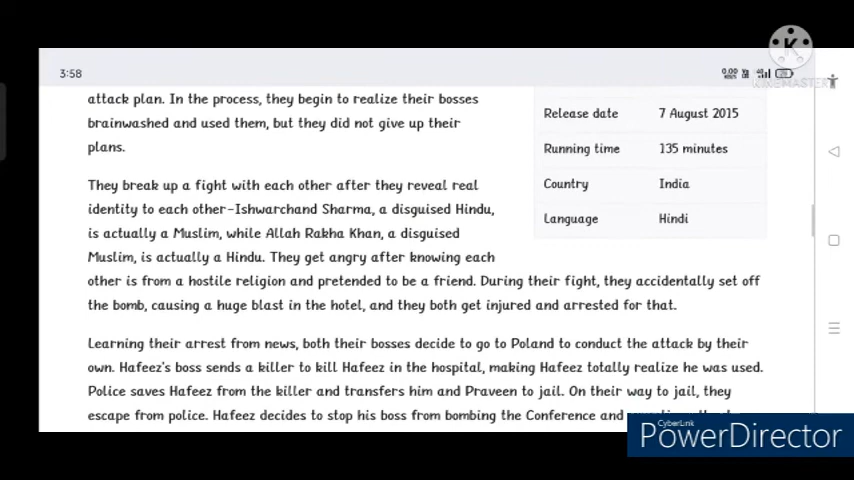 3:58
0.00
KINEMASTER
attack plan. In the process, they begin to realize their bosses
brainwashed and used them, but they did not give up their
plans.
Release date 7 August 2015
Running time 135 minutes
Country India
Language Hindi
They break up a fight with each other after they reveal real
identity to each other-Ishwarchand Sharma, a disguised Hindu,
is actually a Muslim, while Allah Rakha Khan, a disguised
Muslim, is actually a Hindu. They get angry after knowing each
other is from a hostile religion and pretended to be a friend. During their fight, they accidentally set off
the bomb, causing a huge blast in the hotel, and they both get injured and arrested for that.
Learning their arrest from news, both their bosses decide to go to Poland to conduct the attack by their
own. Hafeez's boss sends a killer to kill Hafeez in the hospital, making Hafeez totally realize he was used.
Police saves Hafeez from the killer and transfers him and Praveen to jail. On their way to jail, they
escape from police. Hafeez decides to stop his boss from bombing the Conference and
CyberLink
PowerDirector